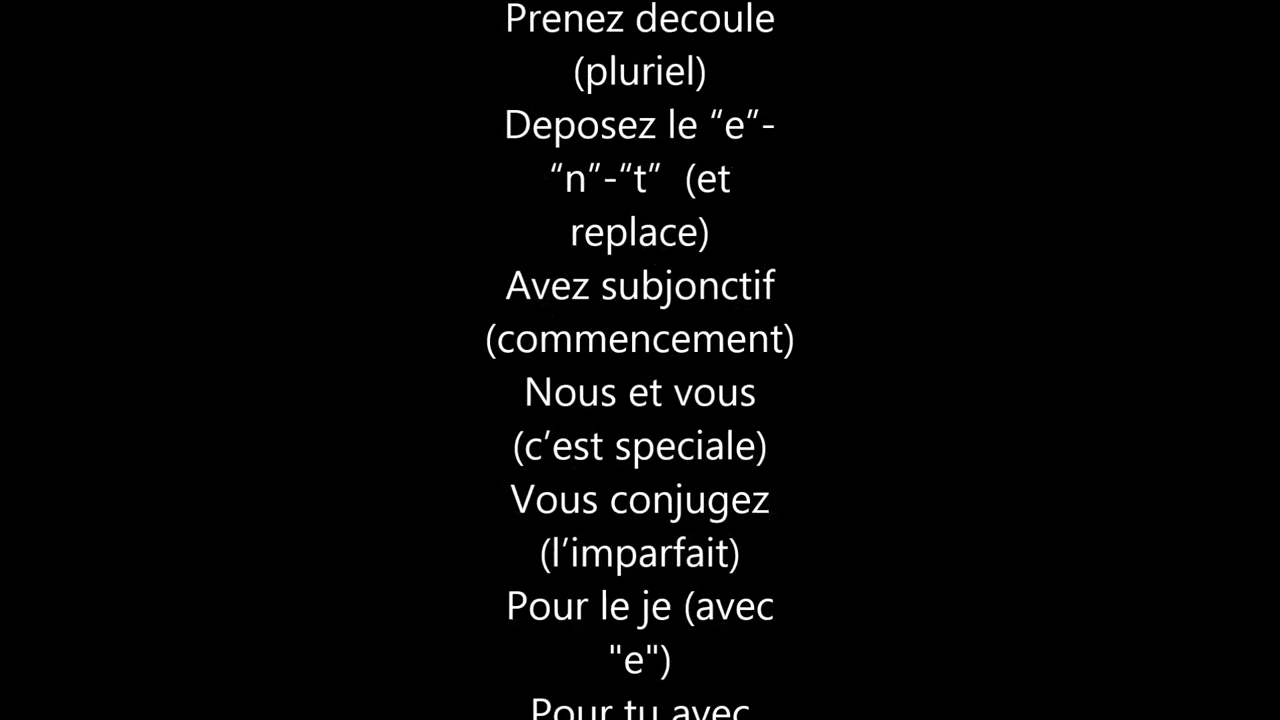 Prenez decoule
(pluriel)
Deposez le “e”-
“n”-“t”  (et
replace)
Avez subjonctif
(commencement)
Nous et vous
(c’est speciale)
Vous conjugez
(l’imparfait)
Pour le je (avec
"e")
Pour tu avec